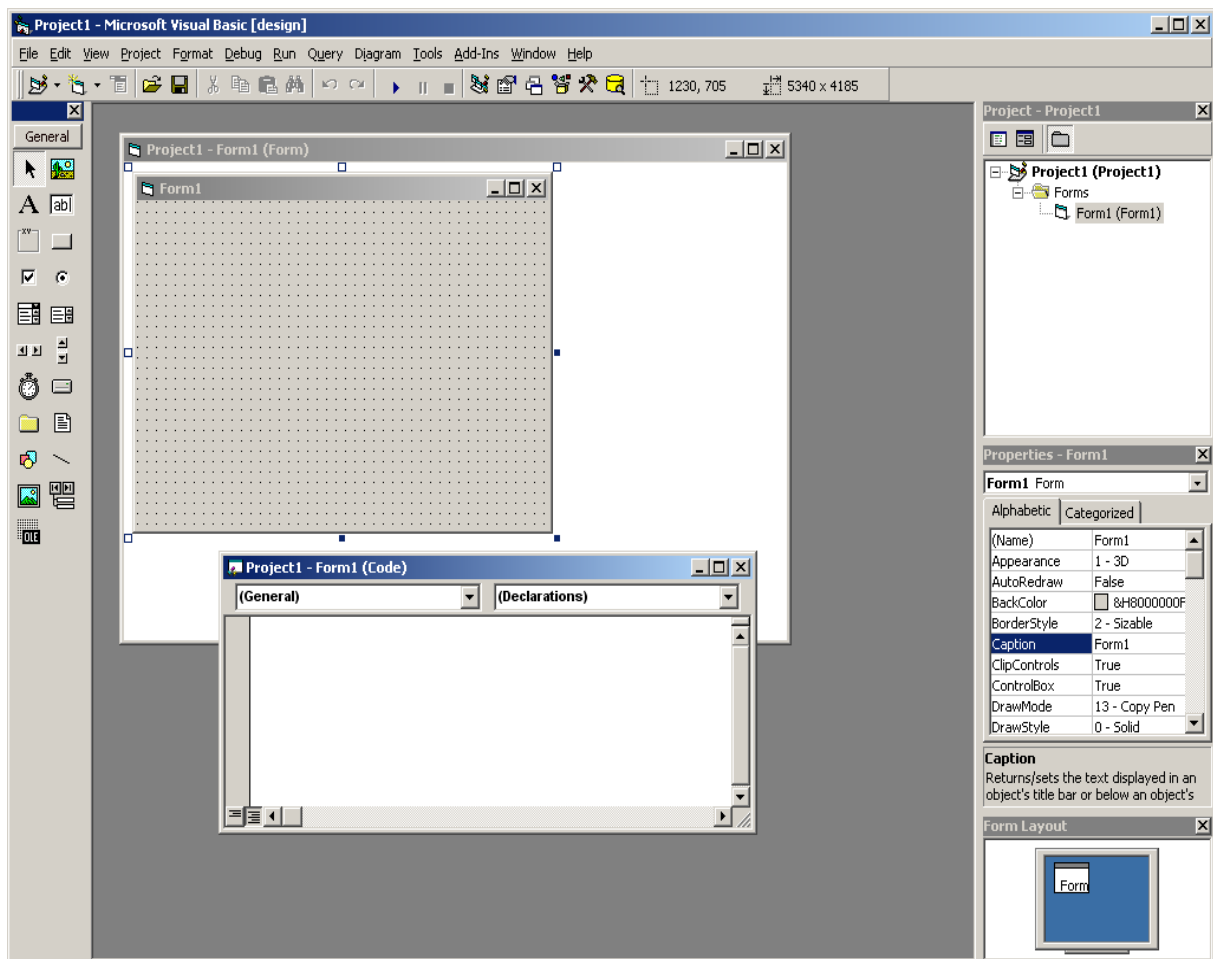 Project1 - Microsoft Visual Basic [design]
File Edit View Project Format Debug Run Query Diagram Tools Add-Ins Window Help
1230, 705 5340 x 4185
General
A ab|
XY
OLE
Project1 - Form1 (Form)
Form1
Project1 - Form1 (Code)
(General) (Declarations)
Project - Project1
Project1 (Project1)
Forms
Form1 (Form1)
Properties - Form1
Form1 Form
Alphabetic Categorized
(Name) Form1
Appearance 1 - 3D
AutoRedraw False
BackColor &H8000000F
BorderStyle 2 - Sizable
Caption Form1
ClipControls True
ControlBox True
DrawMode 13 - Copy Pen
DrawStyle 0 - Solid
Caption
Returns/sets the text displayed in an
object's title bar or below an object's
Form Layout
Form